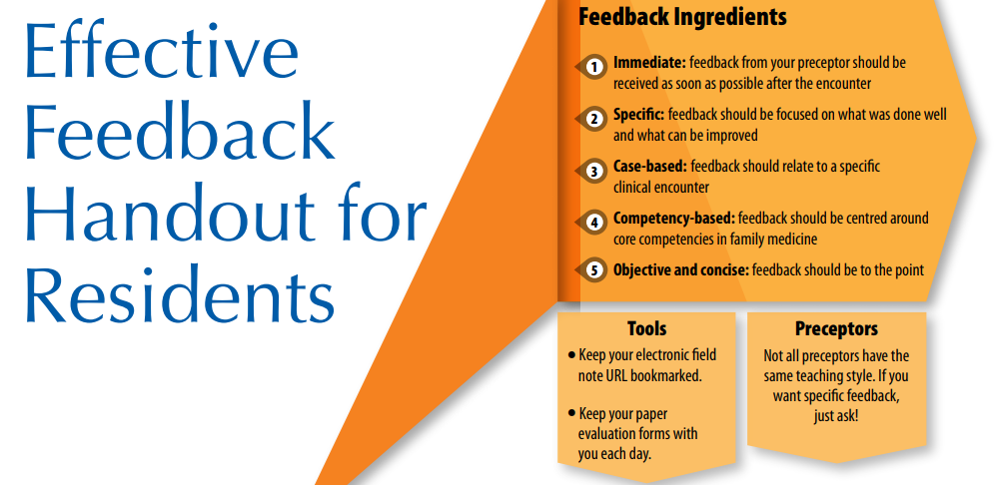 Effective
Feedback
Handout for
Residents
Feedback Ingredients
1 Immediate: feedback from your preceptor should be
received as soon as possible after the encounter
2 Specific: feedback should be focused on what was done well
and what can be improved
3 Case-based: feedback should relate to a specific
clinical encounter
4 Competency-based: feedback should be centred around
core competencies in family medicine
5 Objective and concise: feedback should be to the point
Tools
• Keep your electronic field
note URL bookmarked.
• Keep your paper
evaluation forms with
you each day.
Preceptors
Not all preceptors have the
same teaching style. If you
want specific feedback,
just ask!